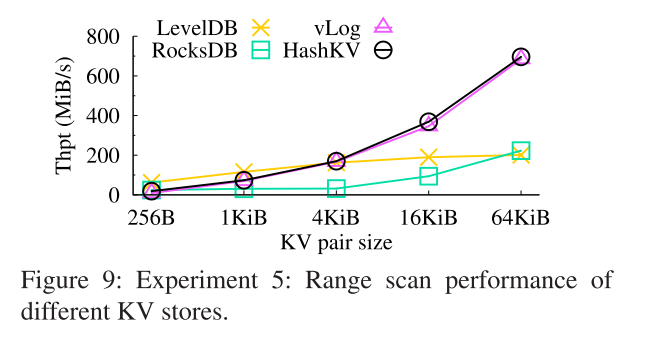 LevelDB vLog
RocksDB HashKV
800
600
400
200
0
Thpt (MiB/s)
256B 1KiB 4KiB 16KiB 64KiB
KV pair size
Figure 9: Experiment 5: Range scan performance of
different KV stores.